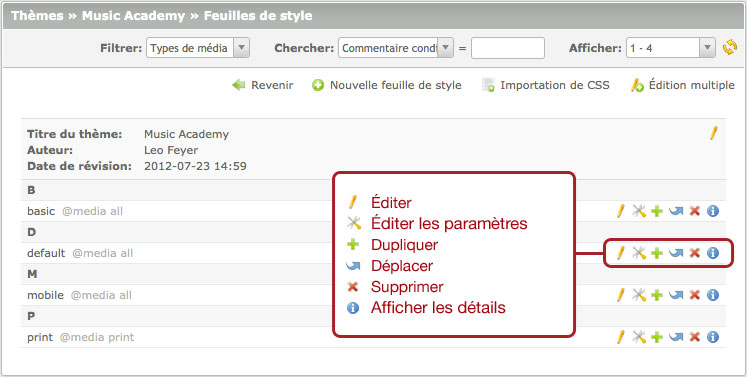 Thèmes » Music Academy » Feuilles de style
Filtrer: Types de média Chercher: Commentaire cond = Afficher: 1 - 4
Revenir Nouvelle feuille de style Importation de CSS Édition multiple
Titre du thème: Music Academy
Auteur: Leo Feyer
Date de révision: 2012-07-23 14:59
B
basic @media all
D
default @media all
M
mobile @media all
P
print @media print
Éditer
Éditer les paramètres
Dupliquer
Déplacer
Supprimer
Afficher les détails